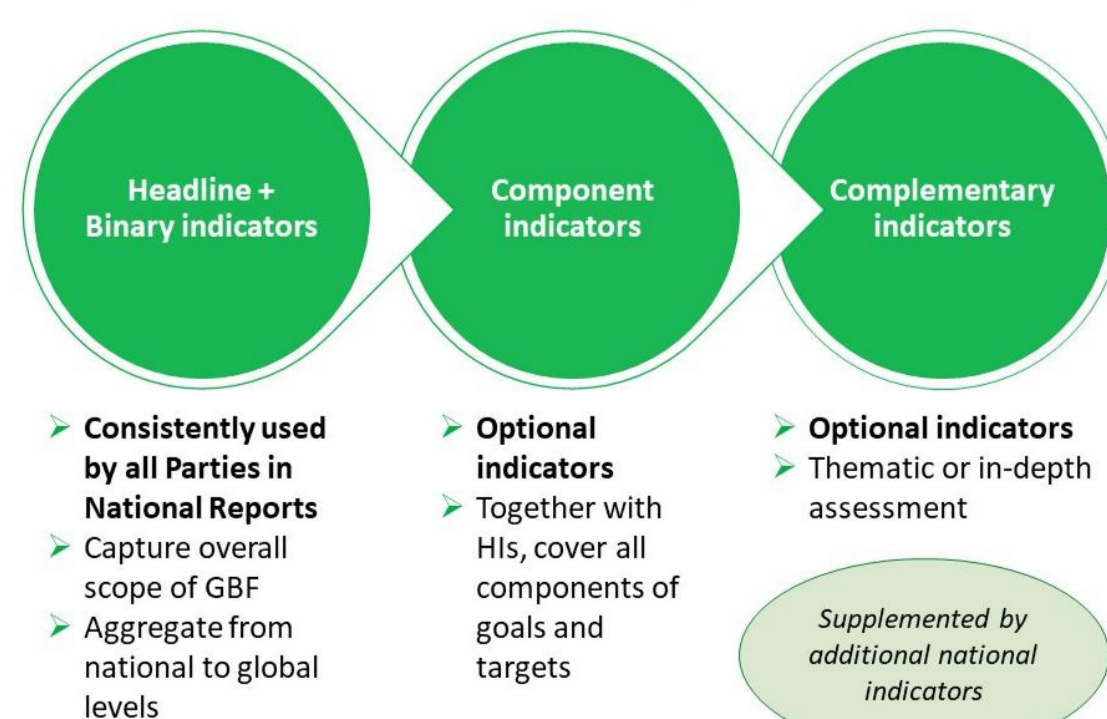 Headline +
Binary indicators
Component
indicators
Complementary
indicators
➢ Consistently used
by all Parties in
National Reports
➢ Capture overall
scope of GBF
➢ Aggregate from
national to global
levels
➢ Optional
indicators
➢ Together with
HIs, cover all
components of
goals and
targets
➢ Optional indicators
➢ Thematic or in-depth
assessment
Supplemented by
additional national
indicators